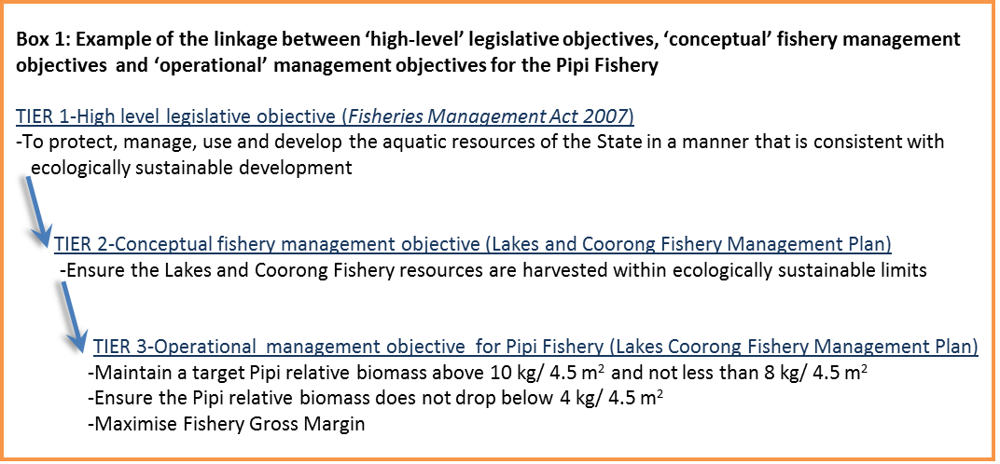 Box 1: Example of the linkage between ‘high-level’ legislative objectives, ‘conceptual’ fishery management
objectives and ‘operational’ management objectives for the Pipi Fishery
TIER 1-High level legislative objective (Fisheries Management Act 2007)
-To protect, manage, use and develop the aquatic resources of the State in a manner that is consistent with
ecologically sustainable development
TIER 2-Conceptual fishery management objective (Lakes and Coorong Fishery Management Plan)
-Ensure the Lakes and Coorong Fishery resources are harvested within ecologically sustainable limits
TIER 3-Operational management objective for Pipi Fishery (Lakes Coorong Fishery Management Plan)
-Maintain a target Pipi relative biomass above 10 kg/ 4.5 m² and not less than 8 kg/ 4.5 m²
-Ensure the Pipi relative biomass does not drop below 4 kg/ 4.5 m²
-Maximise Fishery Gross Margin